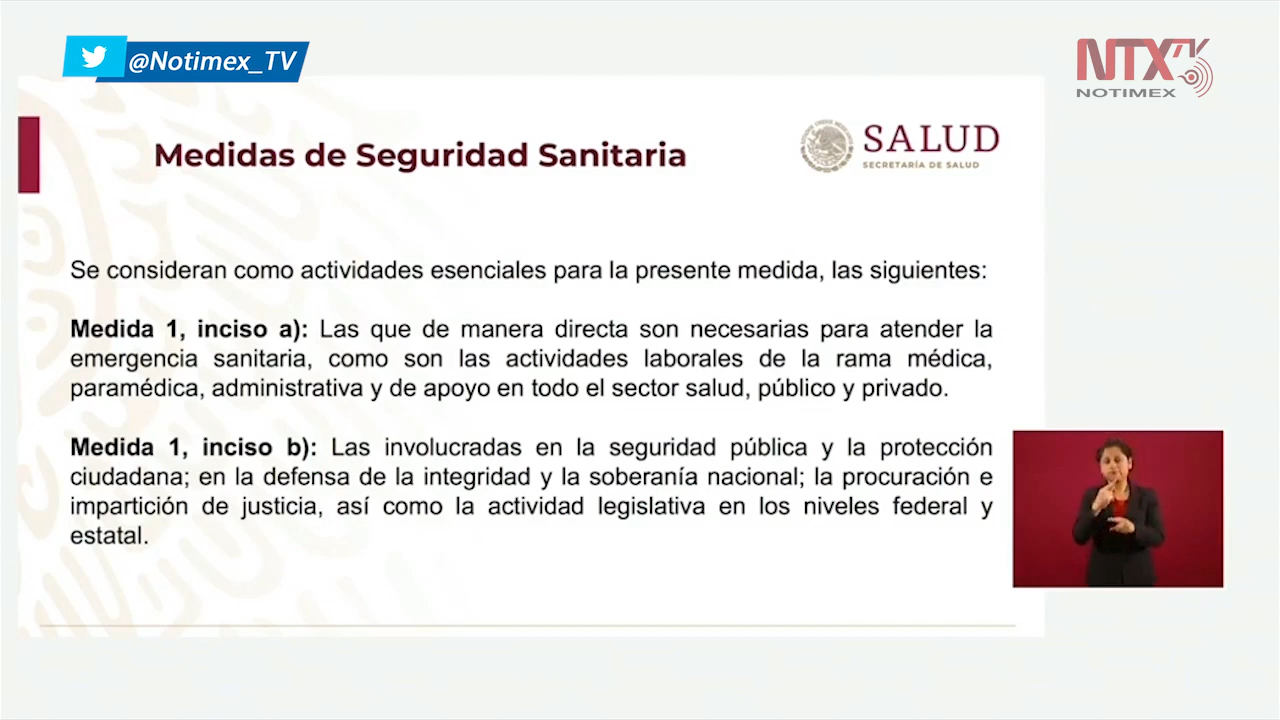 @Notimex_TV
NTXTV
NOTIMEX
Medidas de Seguridad Sanitaria
SALUD
SECRETARÍA DE SALUD
Se consideran como actividades esenciales para la presente medida, las siguientes:
Medida 1, inciso a): Las que de manera directa son necesarias para atender la
emergencia sanitaria, como son las actividades laborales de la rama médica,
paramédica, administrativa y de apoyo en todo el sector salud, público y privado.
Medida 1, inciso b): Las involucradas en la seguridad pública y la protección
ciudadana; en la defensa de la integridad y la soberanía nacional; la procuración e
impartición de justicia, así como la actividad legislativa en los niveles federal y
estatal.